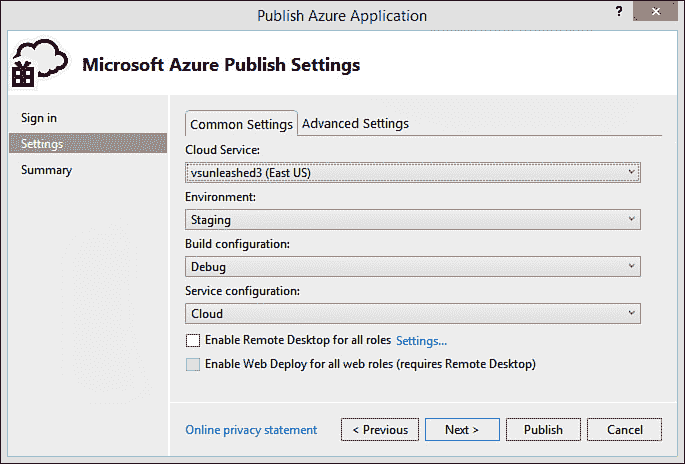 Publish Azure Application
?
Microsoft Azure Publish Settings
Sign in
Settings
Summary
Common Settings Advanced Settings
Cloud Service:
vsunleashed3 (East US)
Environment:
Staging
Build configuration:
Debug
Service configuration:
Cloud
Enable Remote Desktop for all roles Settings...
Enable Web Deploy for all web roles (requires Remote Desktop)
Online privacy statement < Previous Next > Publish Cancel